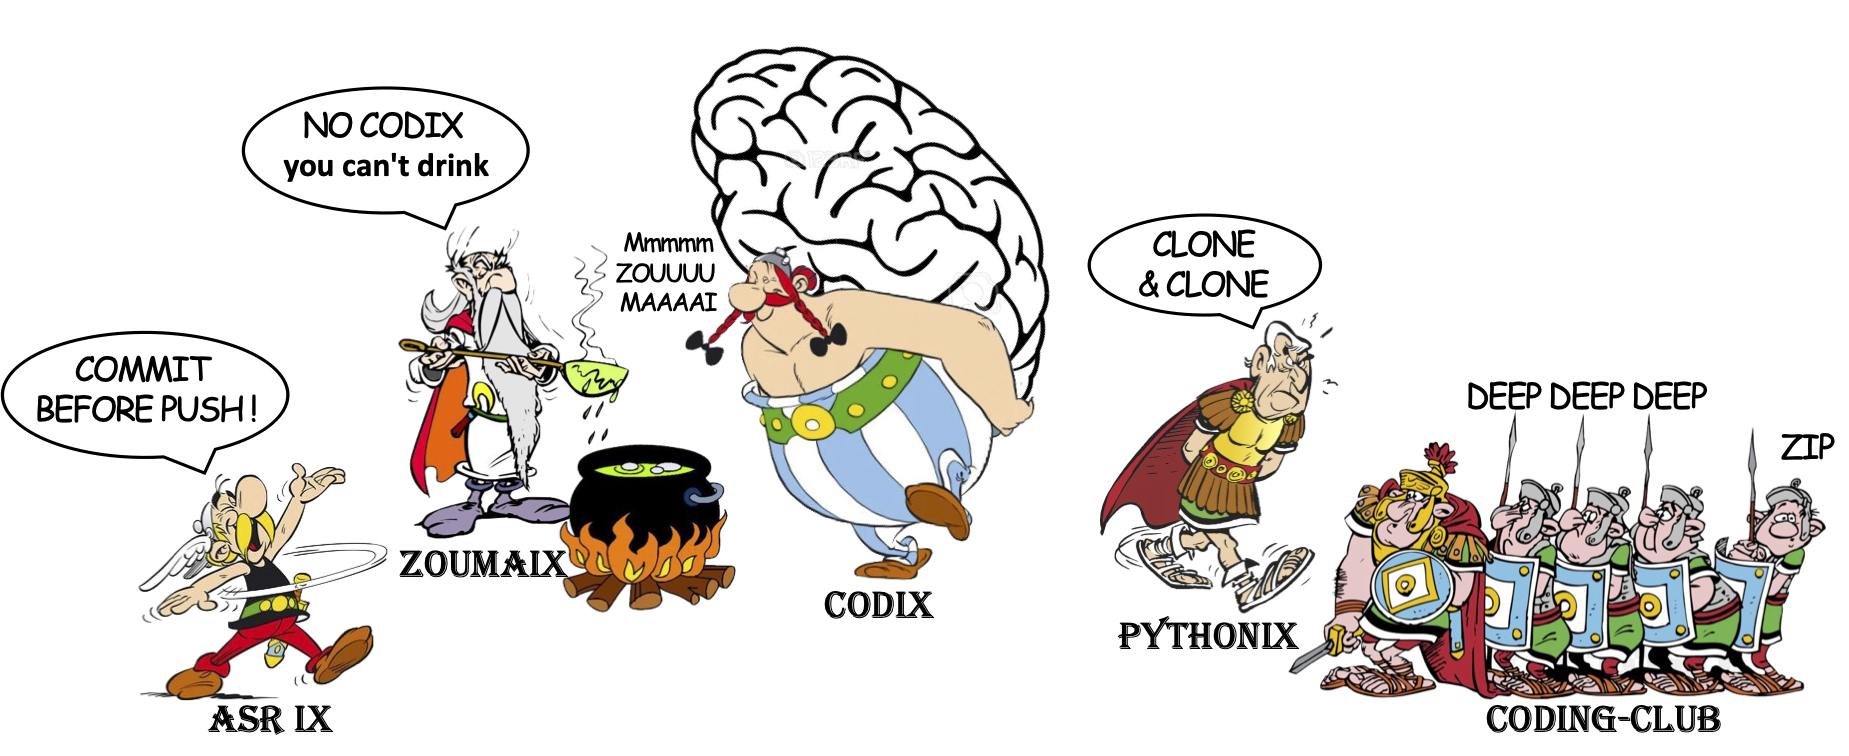 NO CODIX
you can't drink
Mmmmm
ZOUUUU
MAAAAI
CLONE
& CLONE
COMMIT
BEFORE PUSH !
DEEP DEEP DEEP
ZIP
ZOUMAIX
CODIX
PYTHONIX
ASR IX
CODING-CLUB